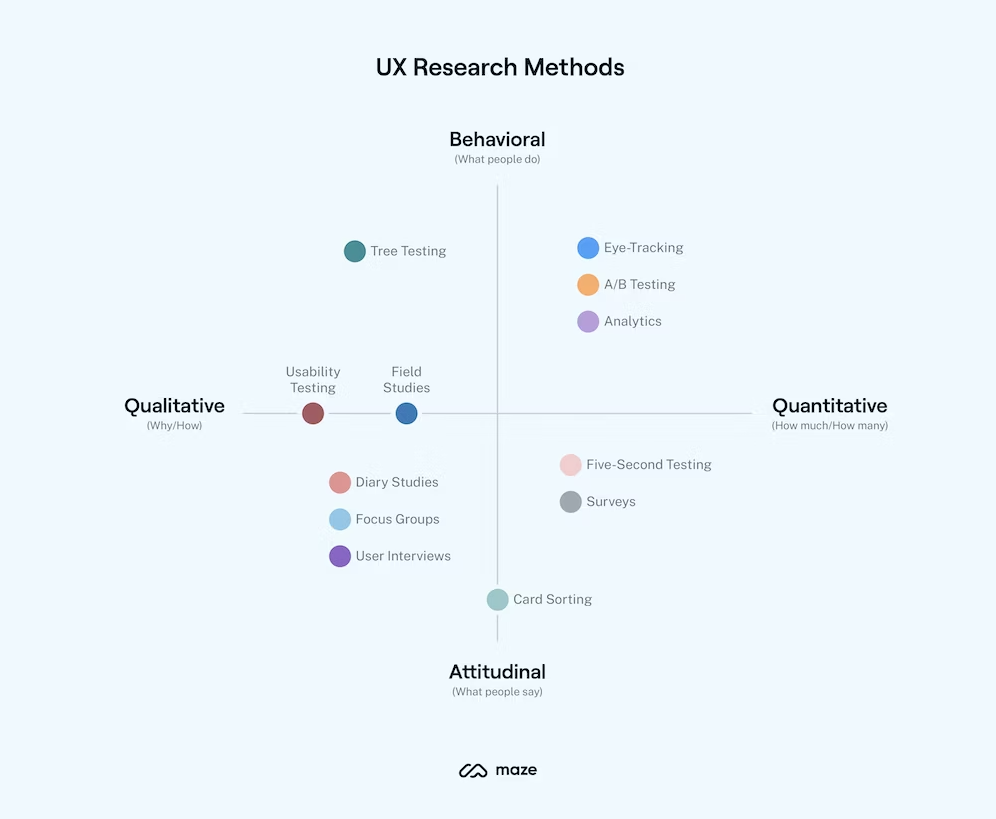 UX Research Methods
Behavioral
(What people do)
Tree Testing
Eye-Tracking
A/B Testing
Analytics
Usability
Testing
Field
Studies
Qualitative
(Why/How)
Quantitative
(How much/How many)
Five-Second Testing
Surveys
Diary Studies
Focus Groups
User Interviews
Card Sorting
Attitudinal
(What people say)
maze